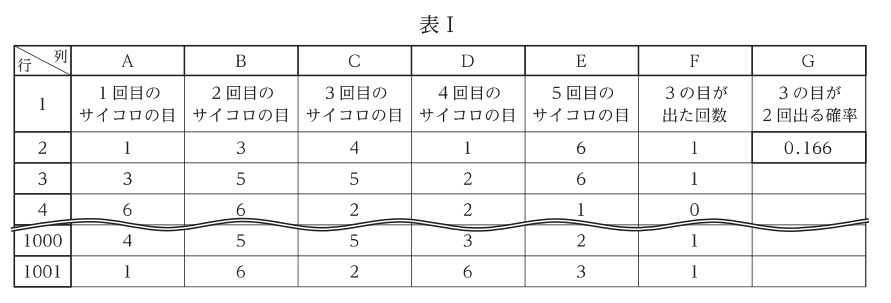 表Ⅰ
行 列 A B C D E F G
1 1回目の 2回目の 3回目の 4回目の 5回目の 3の目が 3の目が
サイコロの目 サイコロの目 サイコロの目 サイコロの目 サイコロの目 出た回数 2回出る確率
2 1 3 4 1 6 1 0.166
3 3 5 5 2 6 1
4 6 6 2 2 1 0
1000 4 5 5 3 2 1
1001 1 6 2 6 3 1